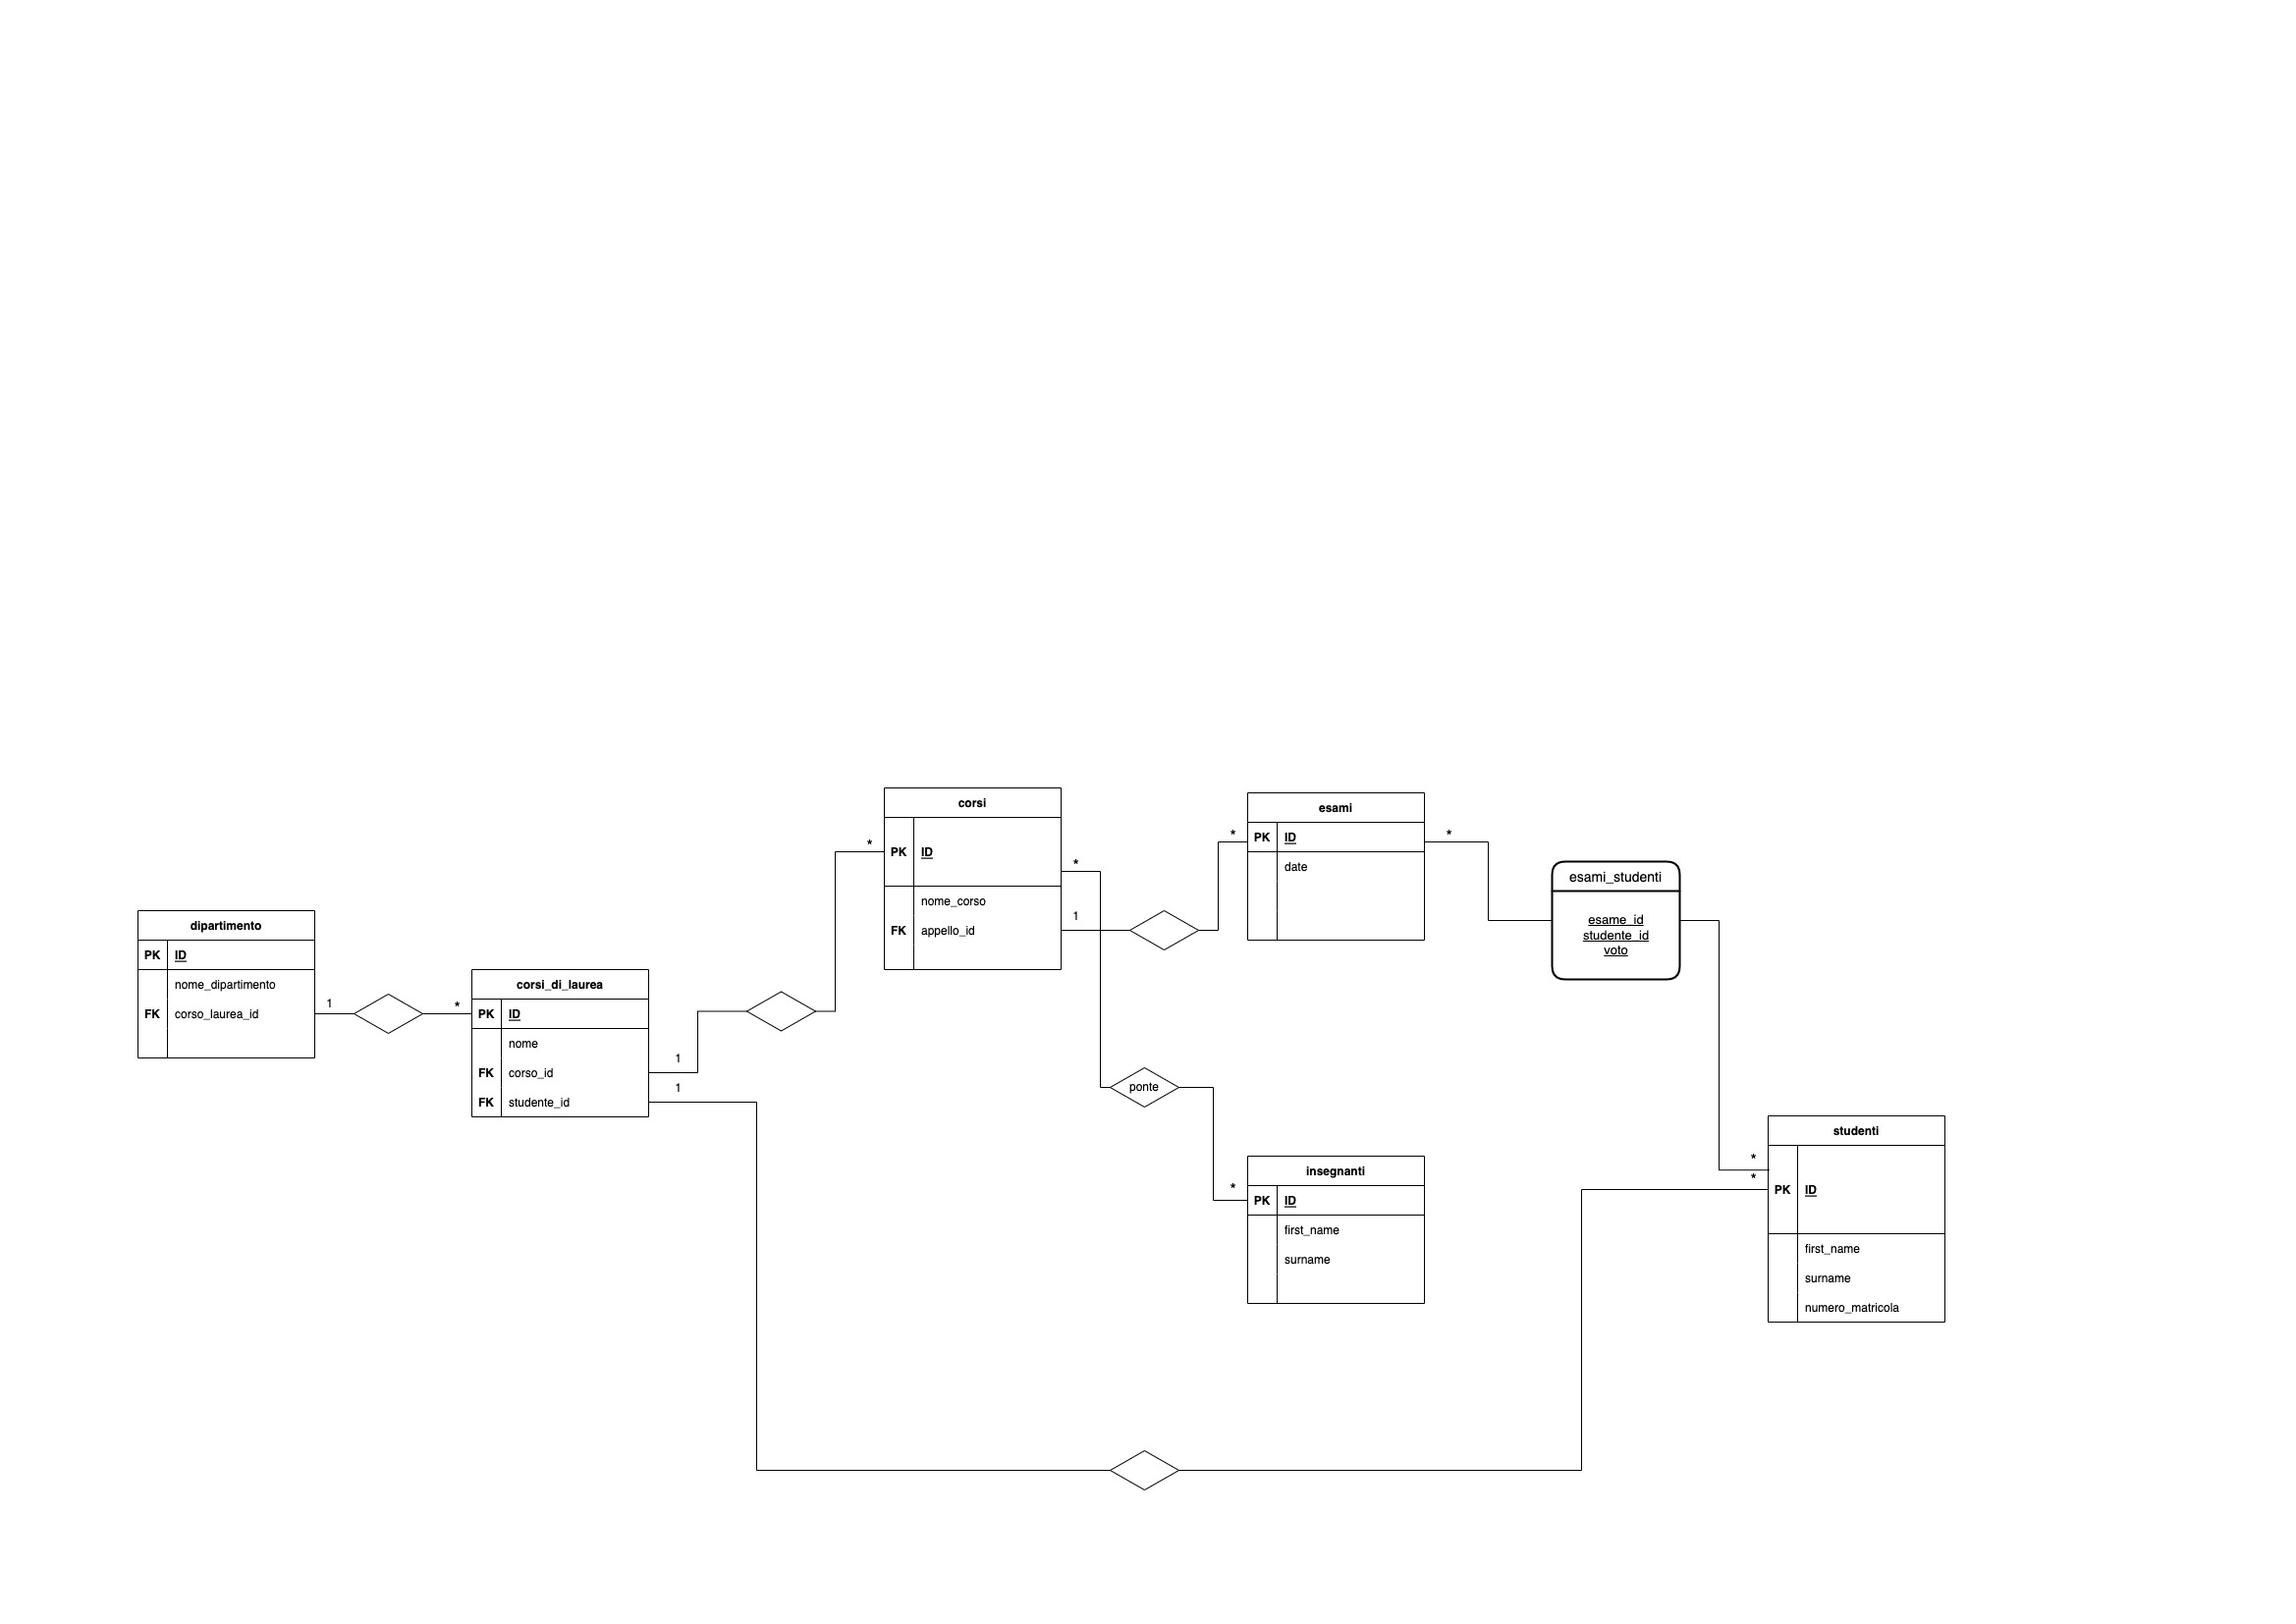 dipartimento
PK ID
nome_dipartimento
FK corso_laurea_id
1
*
corsi_di_laurea
PK ID
nome
FK corso_id
FK studente_id
1
1
*
corsi
PK ID
nome_corso
FK appello_id
*
1
*
esami
PK ID
date
*
esami_studenti
esame_id
studente_id
voto
ponte
*
insegnanti
PK ID
first_name
surname
*
*
studenti
PK ID
first_name
surname
numero_matricola